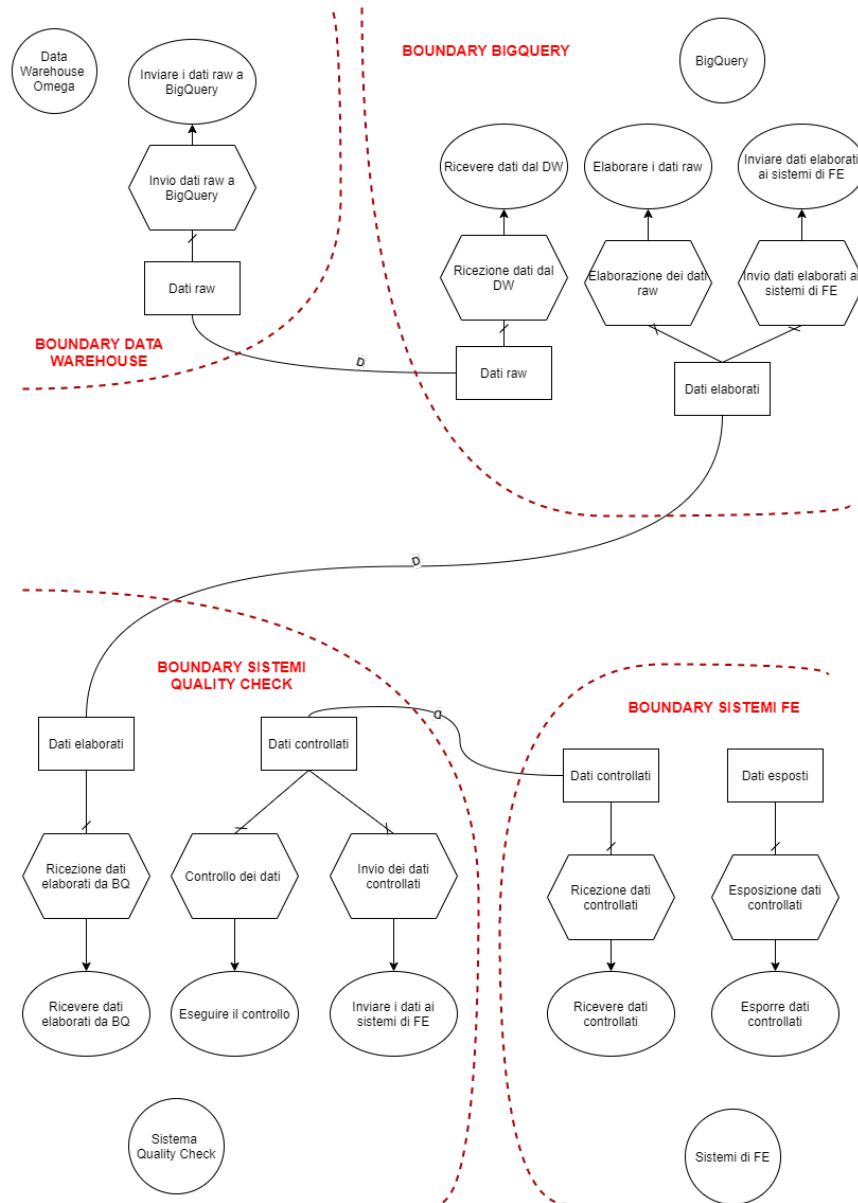 Data
Warehouse
Omega
Inviare i dati raw a
BigQuery
Invio dati raw a
BigQuery
Dati raw
BOUNDARY DATA
WAREHOUSE
BOUNDARY BIGQUERY
BigQuery
Ricevere dati dal DW
Elaborare i dati raw
Inviare dati elaborati
ai sistemi di FE
Ricezione dati dal
DW
Elaborazione dei dati
raw
Invio dati elaborati ai
sistemi di FE
D
Dati raw
Dati elaborati
D
BOUNDARY SISTEMI
QUALITY CHECK
Dati elaborati
Dati controllati
D
Ricezione dati
elaborati da BQ
Controllo dei dati
Invio dei dati
controllati
Ricevere dati
elaborati da BQ
Eseguire il controllo
Inviare i dati ai
sistemi di FE
Sistema
Quality Check
BOUNDARY SISTEMI FE
Dati controllati
Dati esposti
Ricezione dati
controllati
Esposizione dati
controllati
Ricevere dati
controllati
Esporre dati
controllati
Sistemi di FE